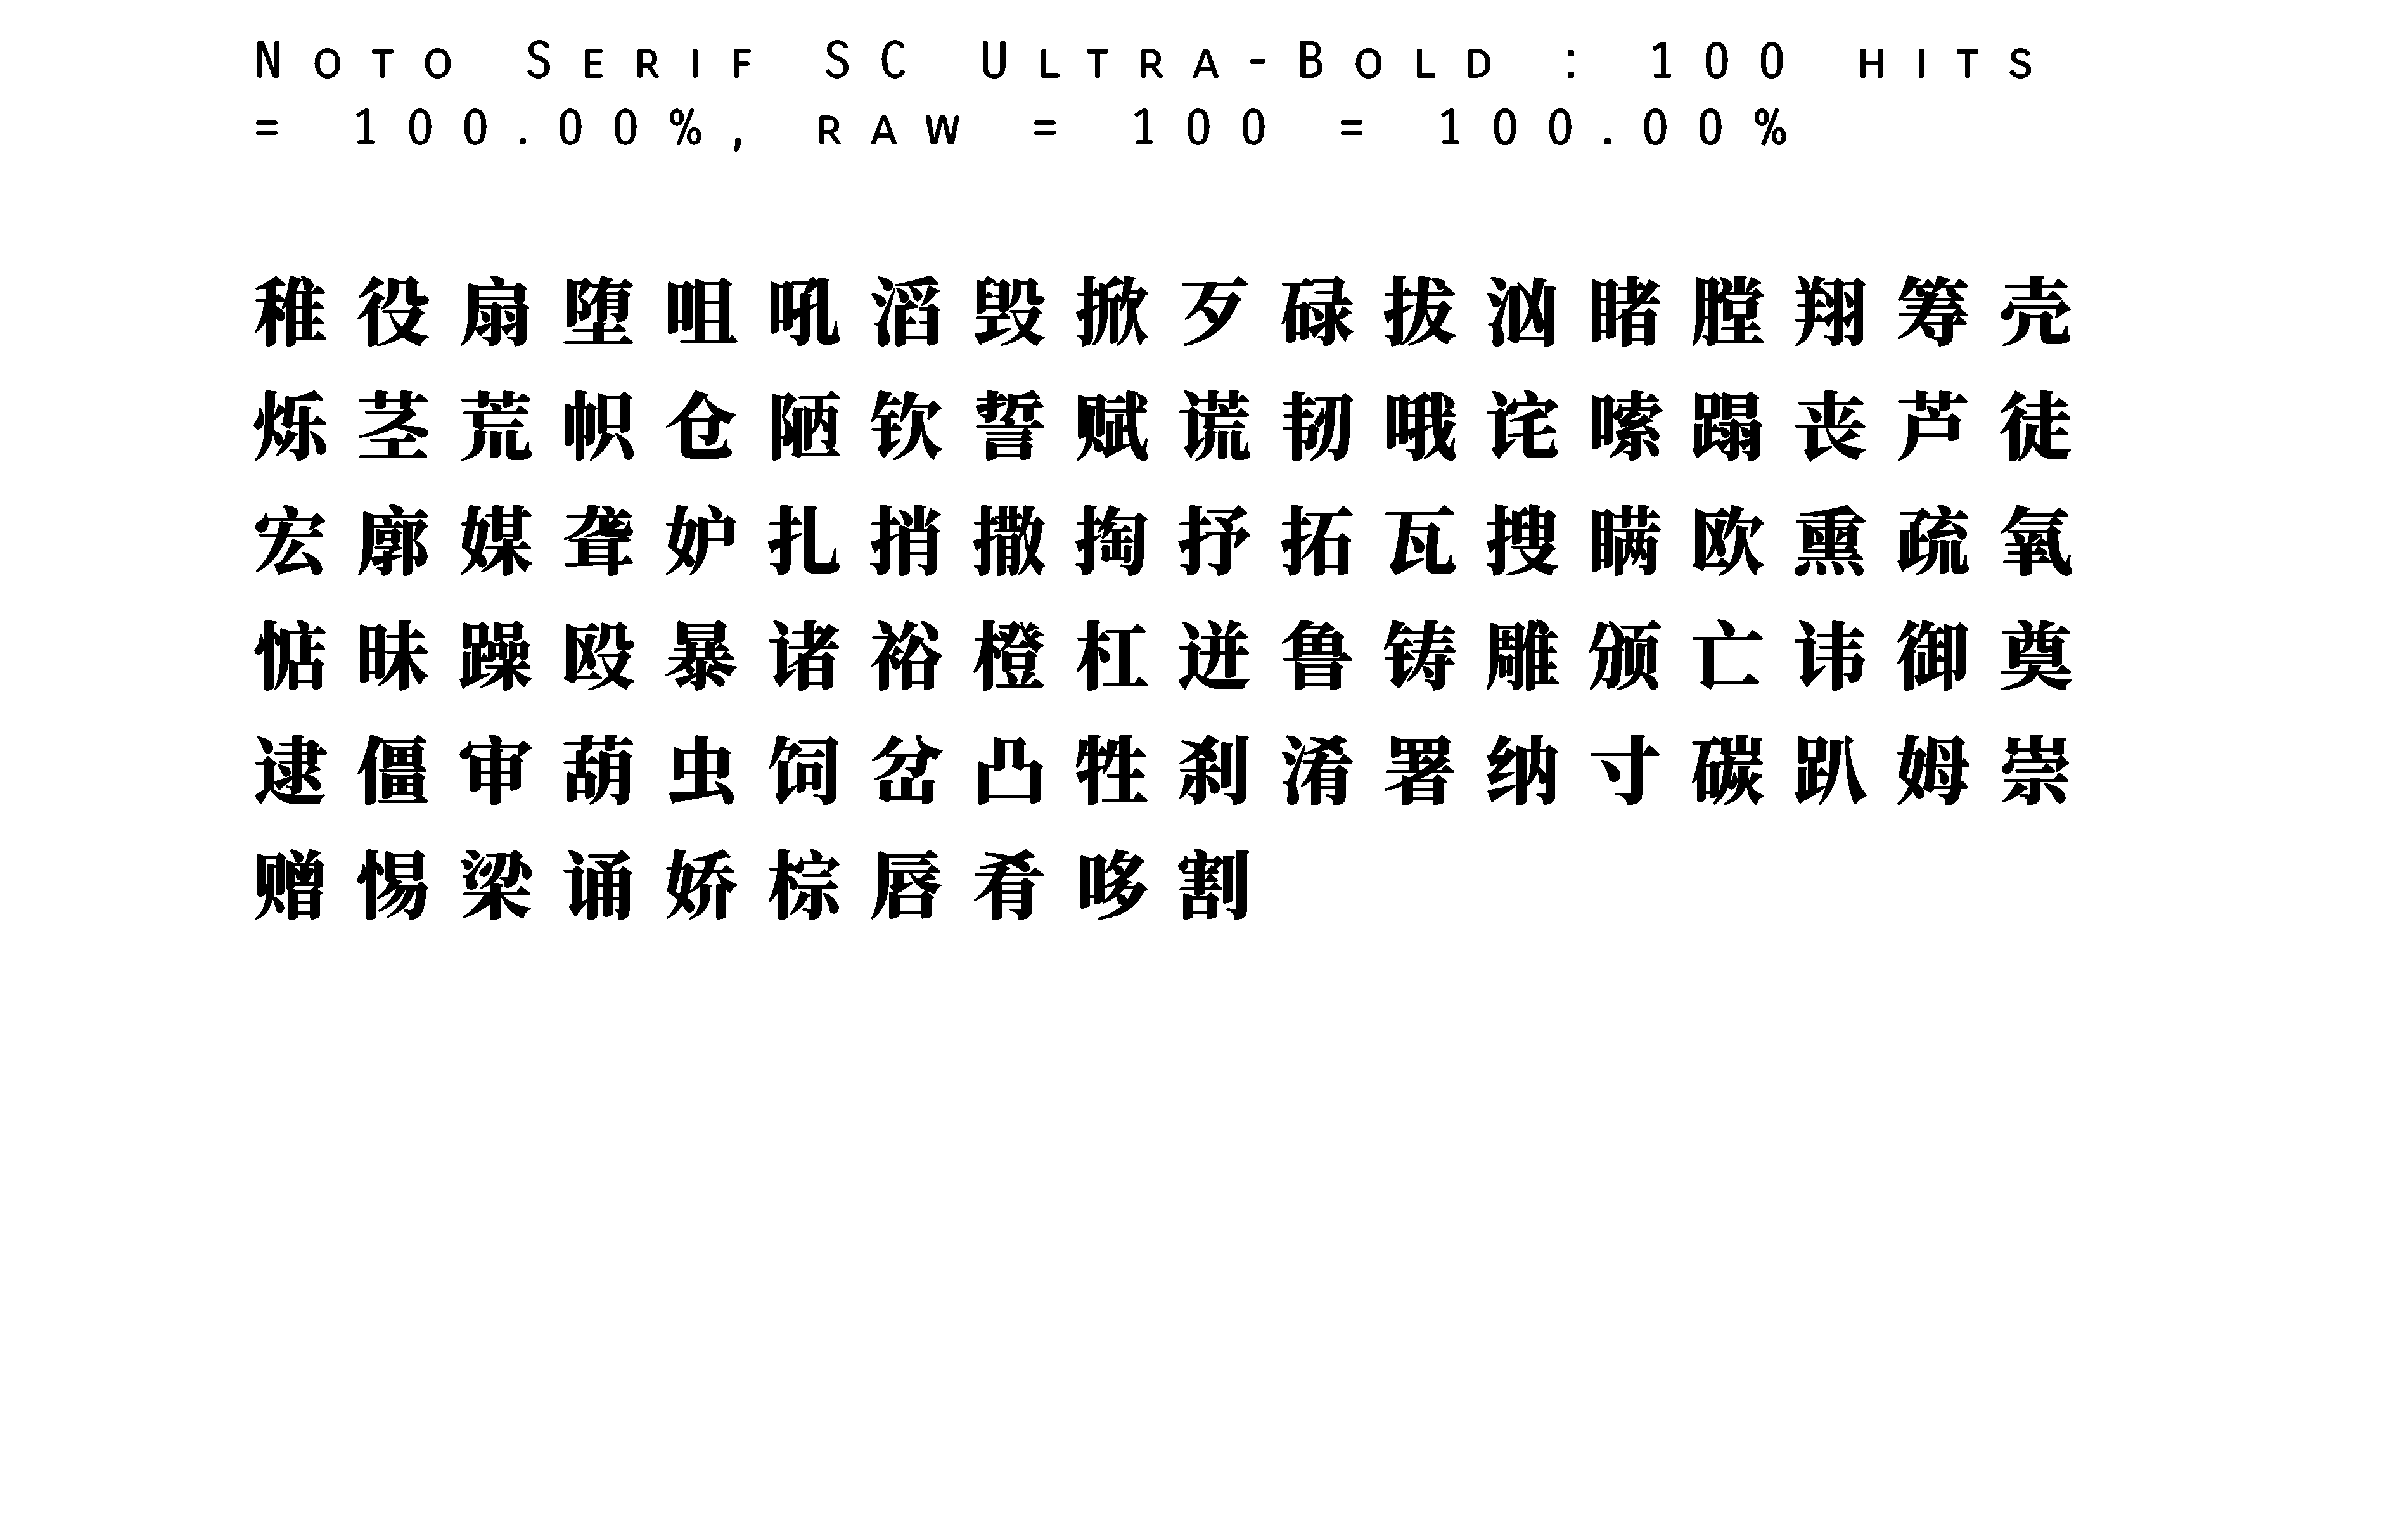 Noto Serif SC Ultra-Bold : 100 hits
= 100.00%, raw = 100 = 100.00%
稚役扇堕咀吼滔毁掀歹碌拔汹睹膛翔筹壳
烁茎荒帜仓陋钦誓赋谎韧哦诧嗦蹋丧芦徒
宏廓媒聋妒扎捎撒掏抒拓瓦搜瞒欧熏疏氧
惦昧躁殴暴诸裕橙杠迸鲁铸雕颁亡讳御奠
逮僵审葫虫饲岔凸牲刹淆署纳寸碳趴姆崇
赠惕梁诵娇棕唇肴哆割